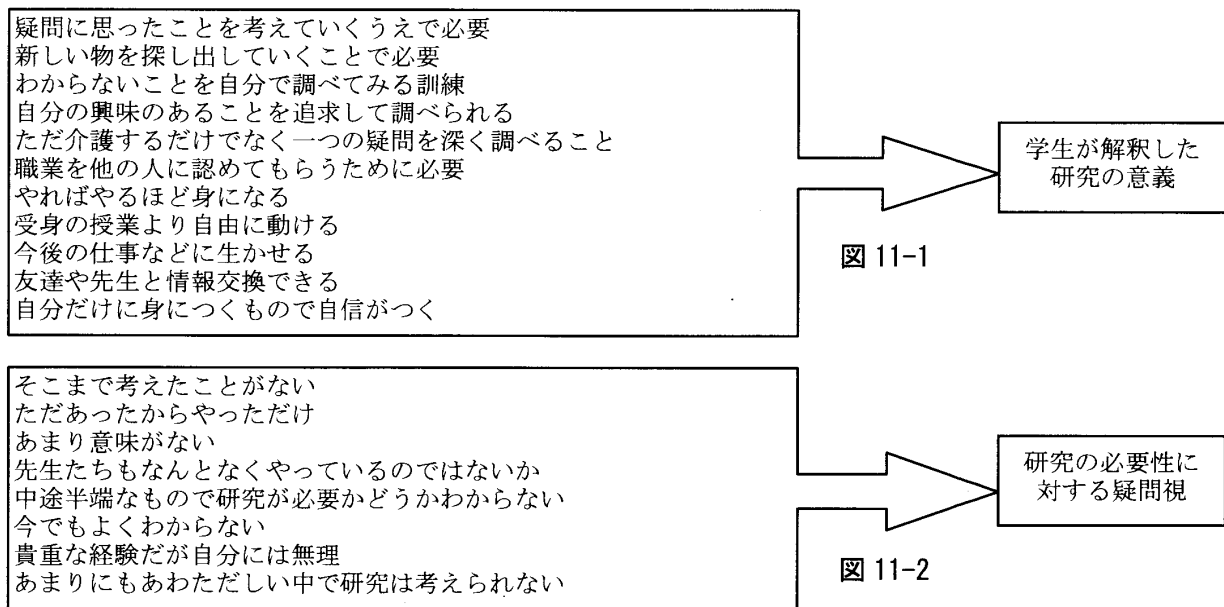 疑問に思ったことを考えていくうえで必要
新しい物を探し出していくことで必要
わからないことを自分で調べてみる訓練
自分の興味のあることを追求して調べられる
ただ介護するだけでなく一つの疑問を深く調べること
職業を他の人に認めてもらうために必要
やればやるほど身になる
受身の授業より自由に動ける
今後の仕事などに生かせる
友達や先生と情報交換できる
自分だけに身につくもので自信がつく
学生が解釈した
研究の意義
図 11-1
そこまで考えたことがない
ただあったからやっただけ
あまり意味がない
先生たちもなんとなくやっているのではないか
中途半端なもので研究が必要かどうかわからない
今でもよくわからない
貴重な経験だが自分には無理
あまりにもあわただしい中で研究は考えられない
研究の必要性に
対する疑問視
図 11-2